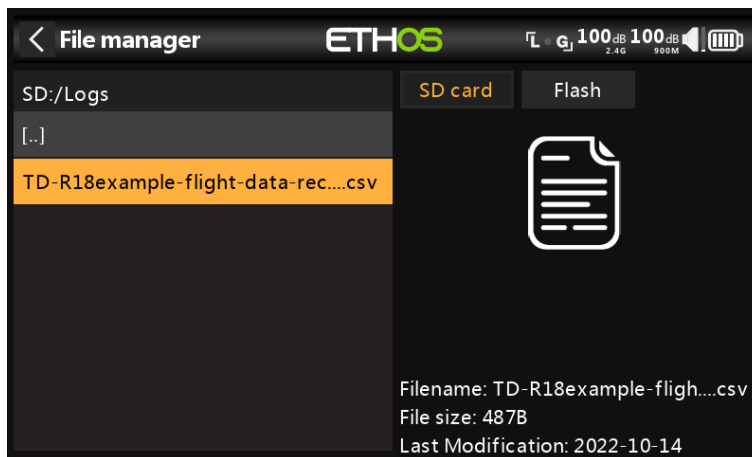 File manager
ETHOS
L G 100dB 100dB
2.4G 900M
SD:/Logs
SD card Flash
[..]
TD-R18example-flight-data-rec....csv
Filename: TD-R18example-fligh....csv
File size: 487B
Last Modification: 2022-10-14